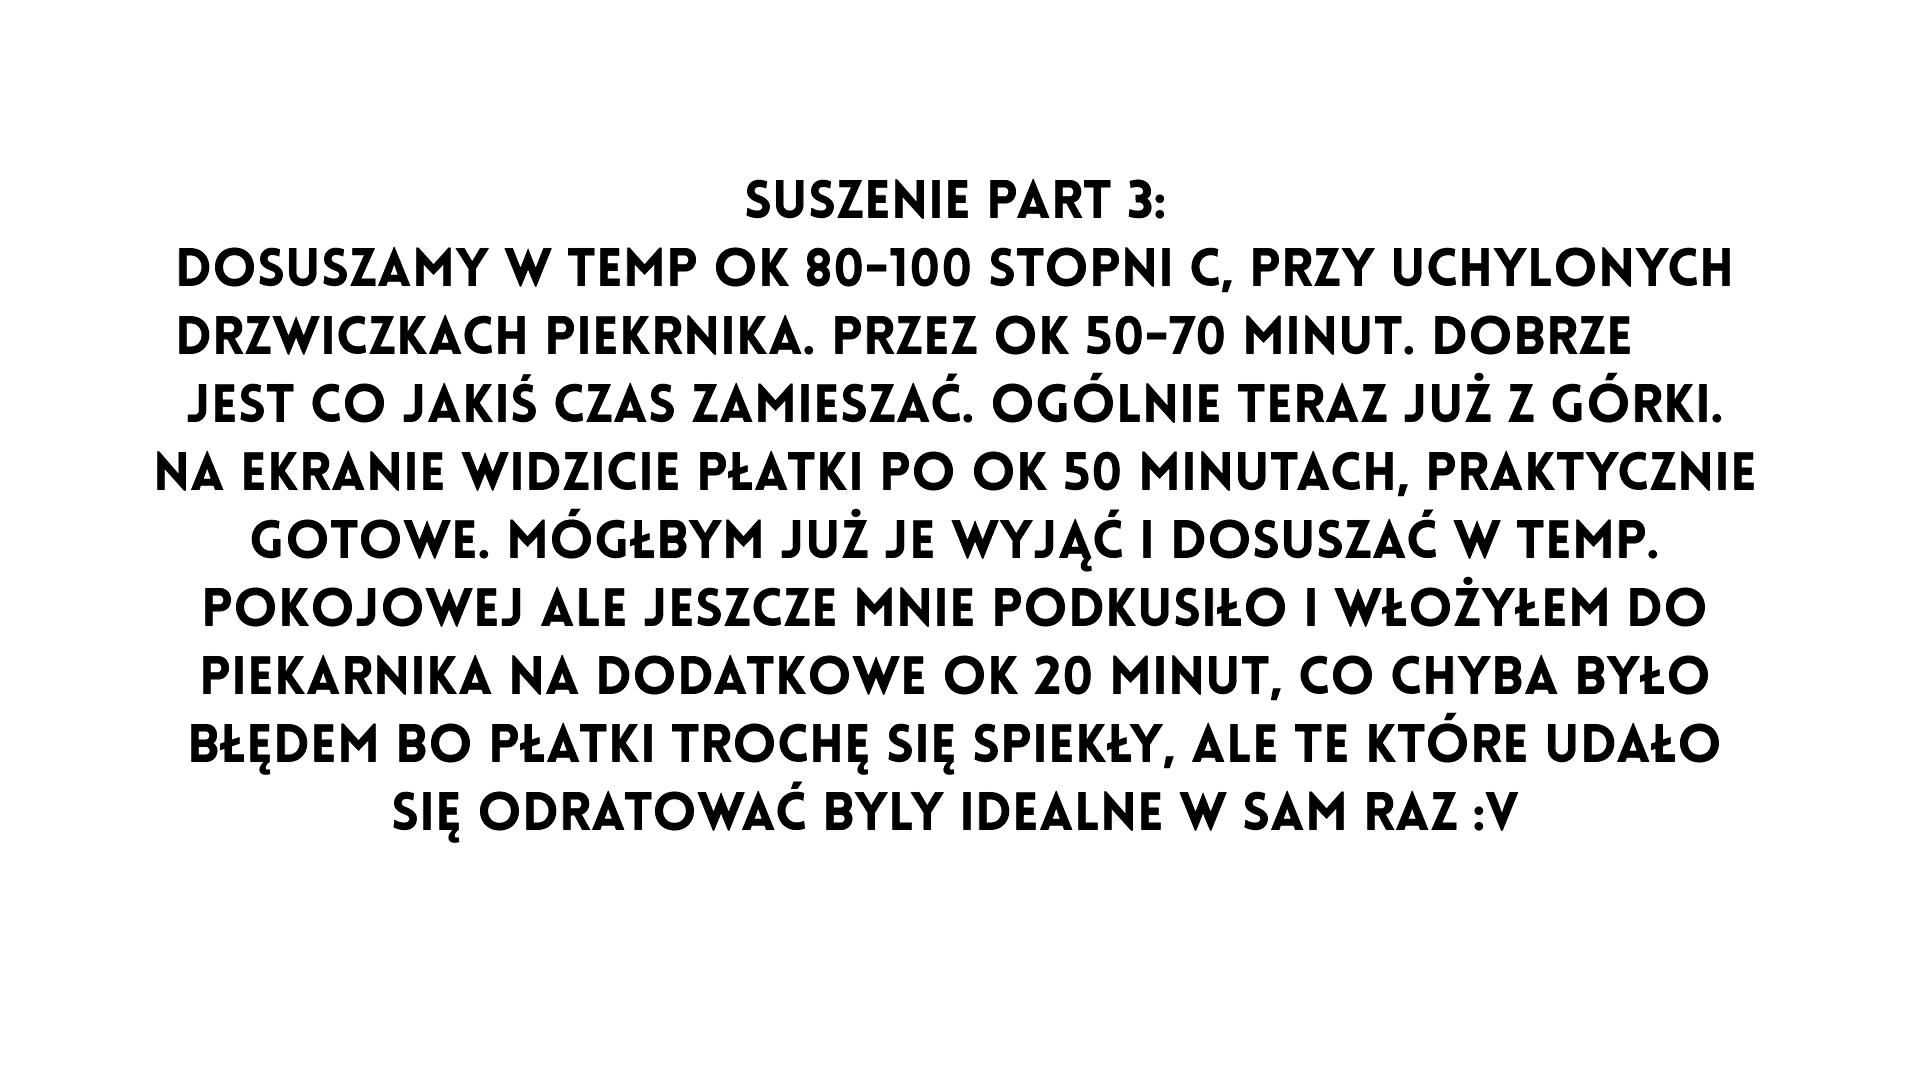 SUSZENIE PART 3:
DOSUSZAMY W TEMP OK 80-100 STOPNI C, PRZY UCHYLONYCH
DRZWICZKACH PIEKRNIKA. PRZEZ OK 50-70 MINUT. DOBRZE
JEST CO JAKIŚ CZAS ZAMIESZAĆ. OGÓLNIE TERAZ JUŻ Z GÓRKI.
NA EKRANIE WIDZICIE PŁATKI PO OK 50 MINUTACH, PRAKTYCZNIE
GOTOWE. MÓGŁBYM JUŻ JE WYJĄĆ I DOSUSZAĆ W TEMP.
POKOJOWEJ ALE JESZCZE MNIE PODKUSIŁO I WŁOŻYŁEM DO
PIEKARNIKA NA DODATKOWE OK 20 MINUT, CO CHYBA BYŁO
BŁĘDEM BO PŁATKI TROCHĘ SIĘ SPIEKŁY, ALE TE KTÓRE UDAŁO
SIĘ ODRATOWAĆ BYLY IDEALNE W SAM RAZ :V